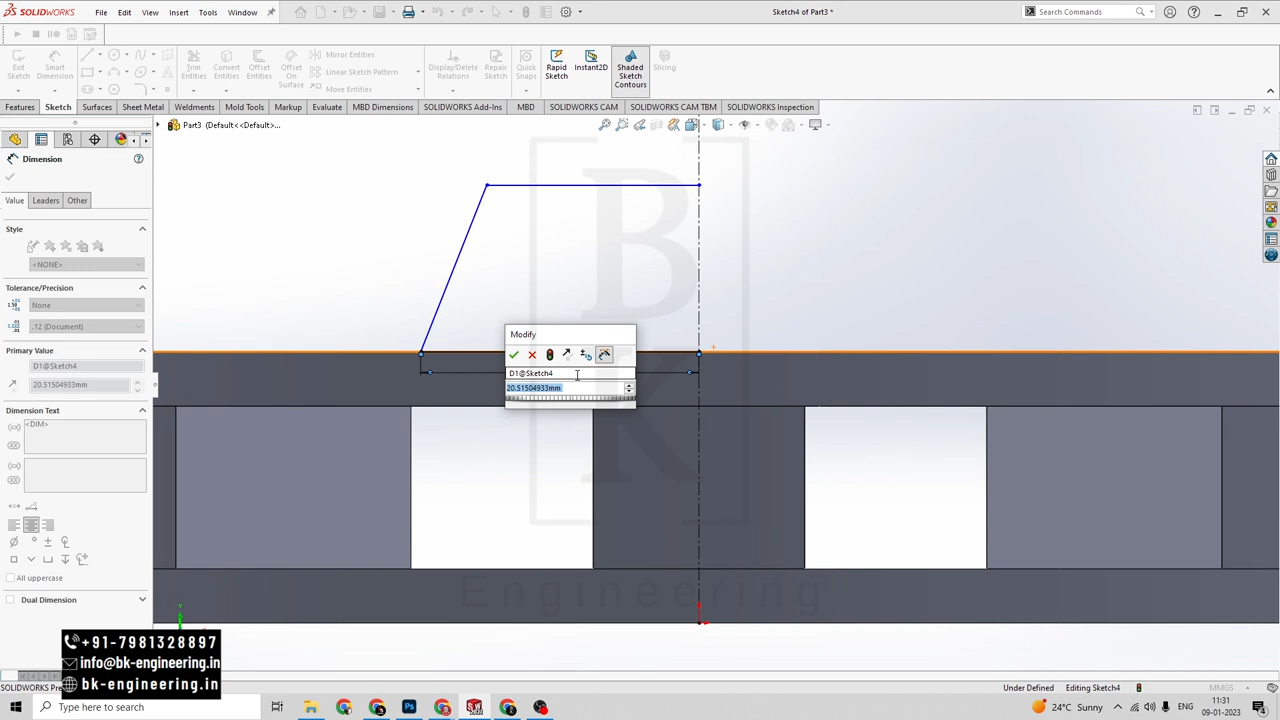 SOLIDWORKS
File
Edit
View
Insert
Tools
Window
Sketch4 of Part3 *
Search Commands
Exit Sketch
Smart Dimension
Trim Entities
Convert Entities
Offset Entities
Offset On Surface
Mirror Entities
Linear Sketch Pattern
Move Entities
Display/Delete Relations
Repair Sketch
Quick Snaps
Rapid Sketch
Instant2D
Shaded Sketch Contours
Slicing
Features
Sketch
Surfaces
Sheet Metal
Weldments
Mold Tools
Markup
Evaluate
MBD Dimensions
SOLIDWORKS Add-Ins
MBD
SOLIDWORKS CAM
SOLIDWORKS CAM TBM
SOLIDWORKS Inspection
Part3 (Default<<Default>...
Dimension
Value
Leaders
Other
Style
<NONE>
Tolerance/Precision
None
.12 (Document)
Primary Value
D1@Sketch4
20.51504933mm
Dimension Text
<DIM>
All uppercase
Dual Dimension
Modify
D1@Sketch4
20.51504933mm
B
K
Engineering
Y
+91-7981328897
info@bk-engineering.in
bk-engineering.in
SOLIDWORKS Pre
Under Defined
Editing Sketch4
MMGS
Type here to search
24°C Sunny
ENG
11:31
09-01-2023